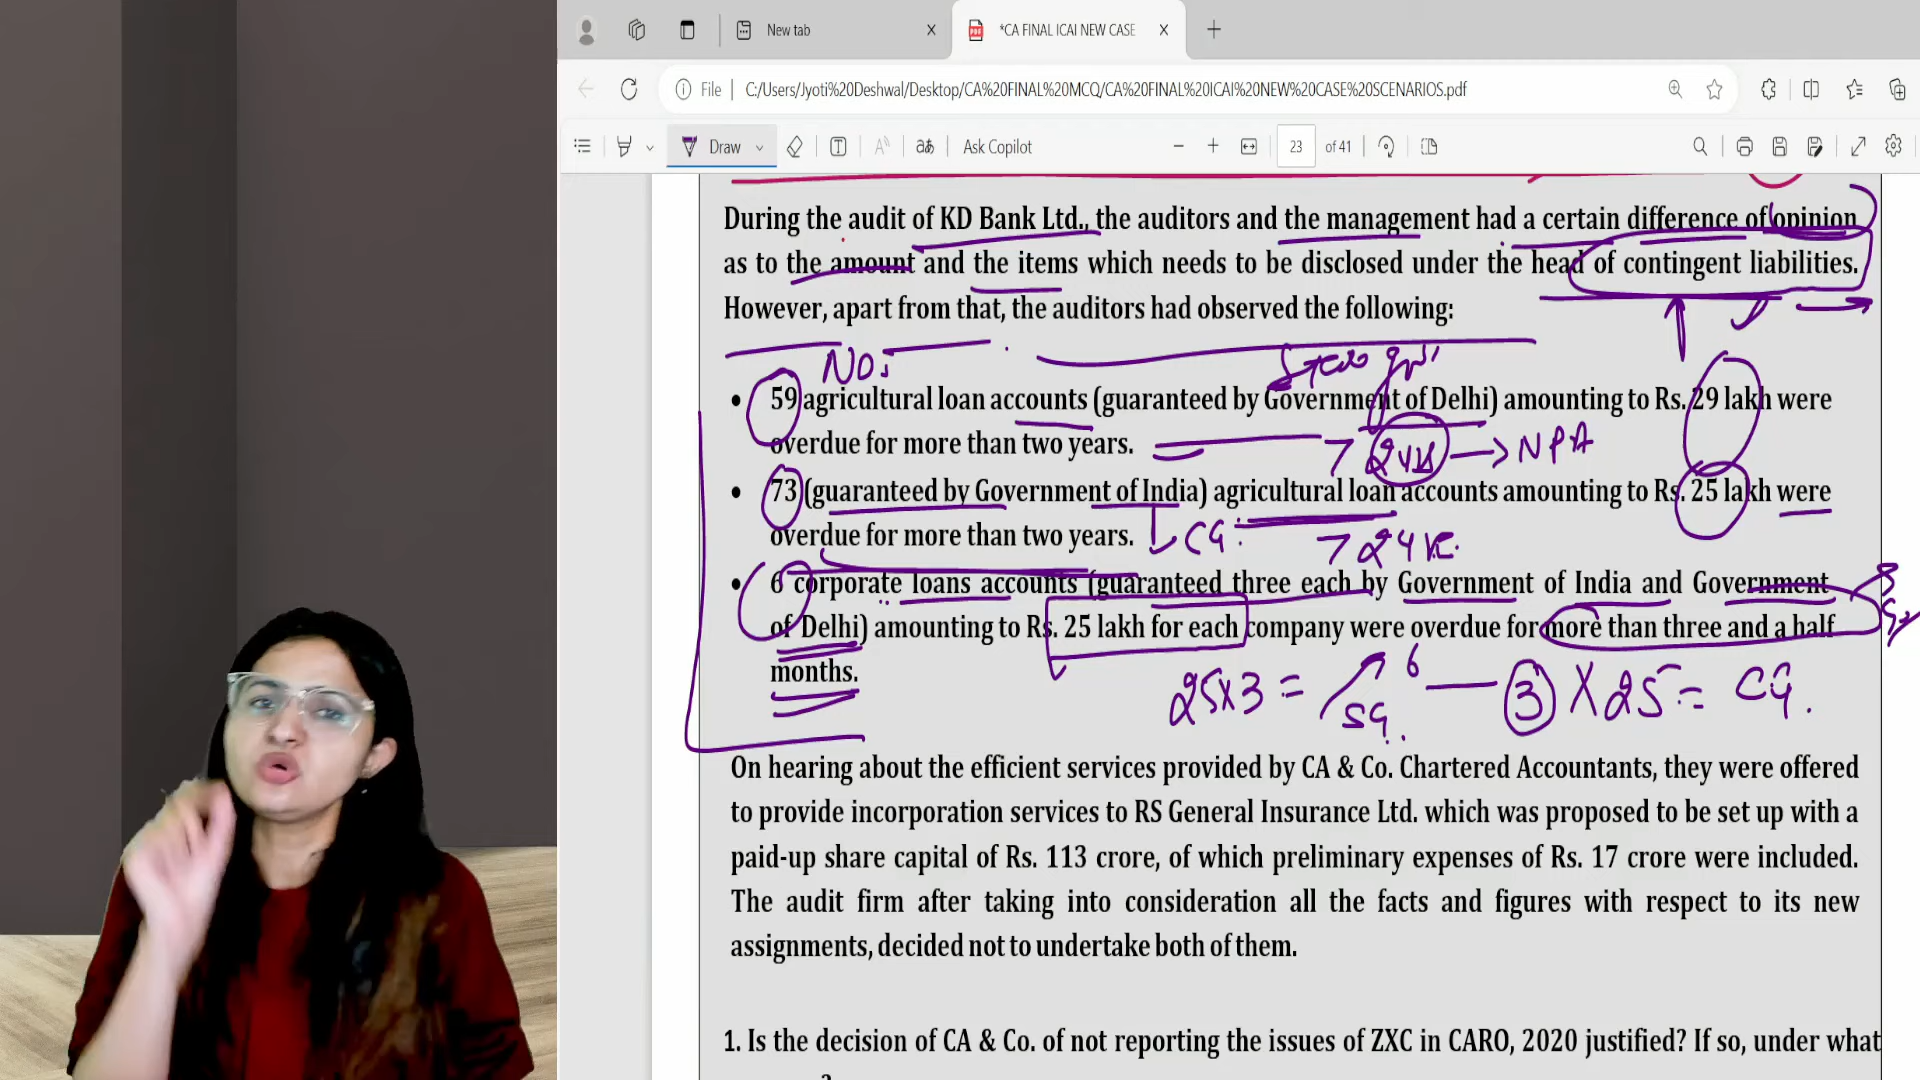 New tab
*CA FINAL ICAI NEW CASE
File C:/Users/Jyoti%20Deshwal/Desktop/CA%20FINAL%20MCQ/CA%20FINAL%20ICAI%20NEW%20CASE%20SCENARIOS.pdf
Draw Ask Copilot 23 of 41
During the audit of KD Bank Ltd., the auditors and the management had a certain difference of opinion
as to the amount and the items which needs to be disclosed under the head of contingent liabilities.
However, apart from that, the auditors had observed the following:
NO:
• 59 agricultural loan accounts (guaranteed by Government of Delhi) amounting to Rs. 29 lakh were
overdue for more than two years.
NPA
• 73 (guaranteed by Government of India) agricultural loan accounts amounting to Rs. 25 lakh were
overdue for more than two years.
CG.
• 6 corporate loans accounts (guaranteed three each by Government of India and Government
of Delhi) amounting to Rs. 25 lakh for each company were overdue for more than three and a half
months.
25x3 = SG. 6 — 3 X 25 = CG.
On hearing about the efficient services provided by CA & Co. Chartered Accountants, they were offered
to provide incorporation services to RS General Insurance Ltd. which was proposed to be set up with a
paid-up share capital of Rs. 113 crore, of which preliminary expenses of Rs. 17 crore were included.
The audit firm after taking into consideration all the facts and figures with respect to its new
assignments, decided not to undertake both of them.
1. Is the decision of CA & Co. of not reporting the issues of ZXC in CARO, 2020 justified? If so, under what